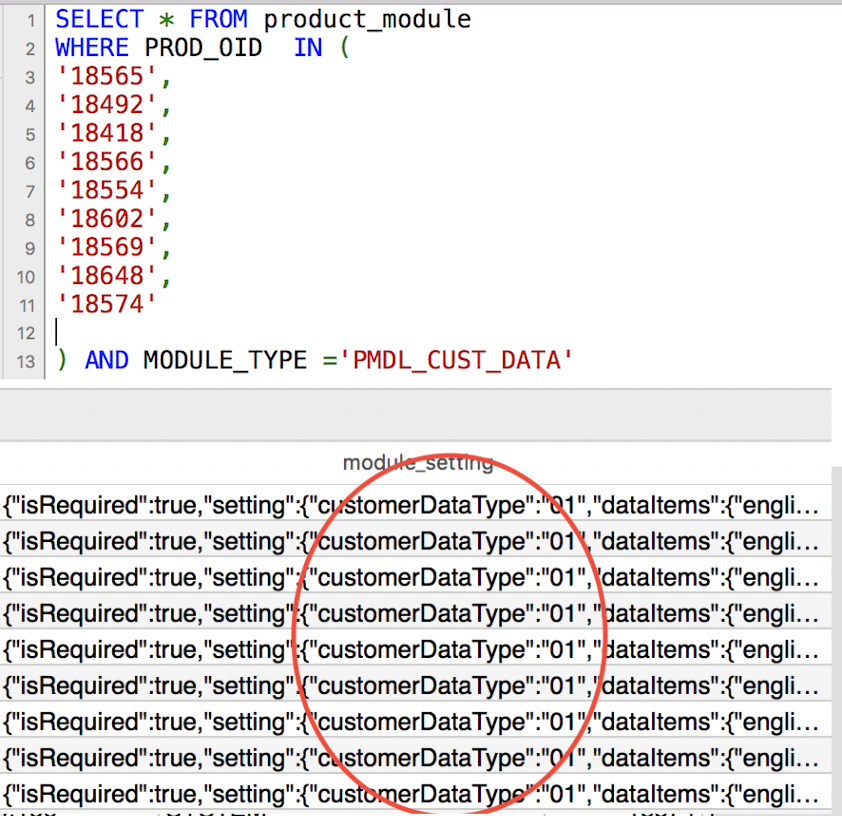 1 SELECT * FROM product_module
2 WHERE PROD_OID  IN (
3 '18565',
4 '18492',
5 '18418',
6 '18566',
7 '18554',
8 '18602',
9 '18569',
10 '18648',
11 '18574'
12
13 ) AND MODULE_TYPE ='PMDL_CUST_DATA'
module_setting
{"isRequired":true,"setting":{"customerDataType":"01","dataItems":{"engli...
{"isRequired":true,"setting":{"customerDataType":"01","dataItems":{"engli...
{"isRequired":true,"setting":{"customerDataType":"01","dataItems":{"engli...
{"isRequired":true,"setting":{"customerDataType":"01","dataItems":{"engli...
{"isRequired":true,"setting":{"customerDataType":"01","dataItems":{"engli...
{"isRequired":true,"setting":{"customerDataType":"01","dataItems":{"engli...
{"isRequired":true,"setting":{"customerDataType":"01","dataItems":{"engli...
{"isRequired":true,"setting":{"customerDataType":"01","dataItems":{"engli...
{"isRequired":true,"setting":{"customerDataType":"01","dataItems":{"engli...